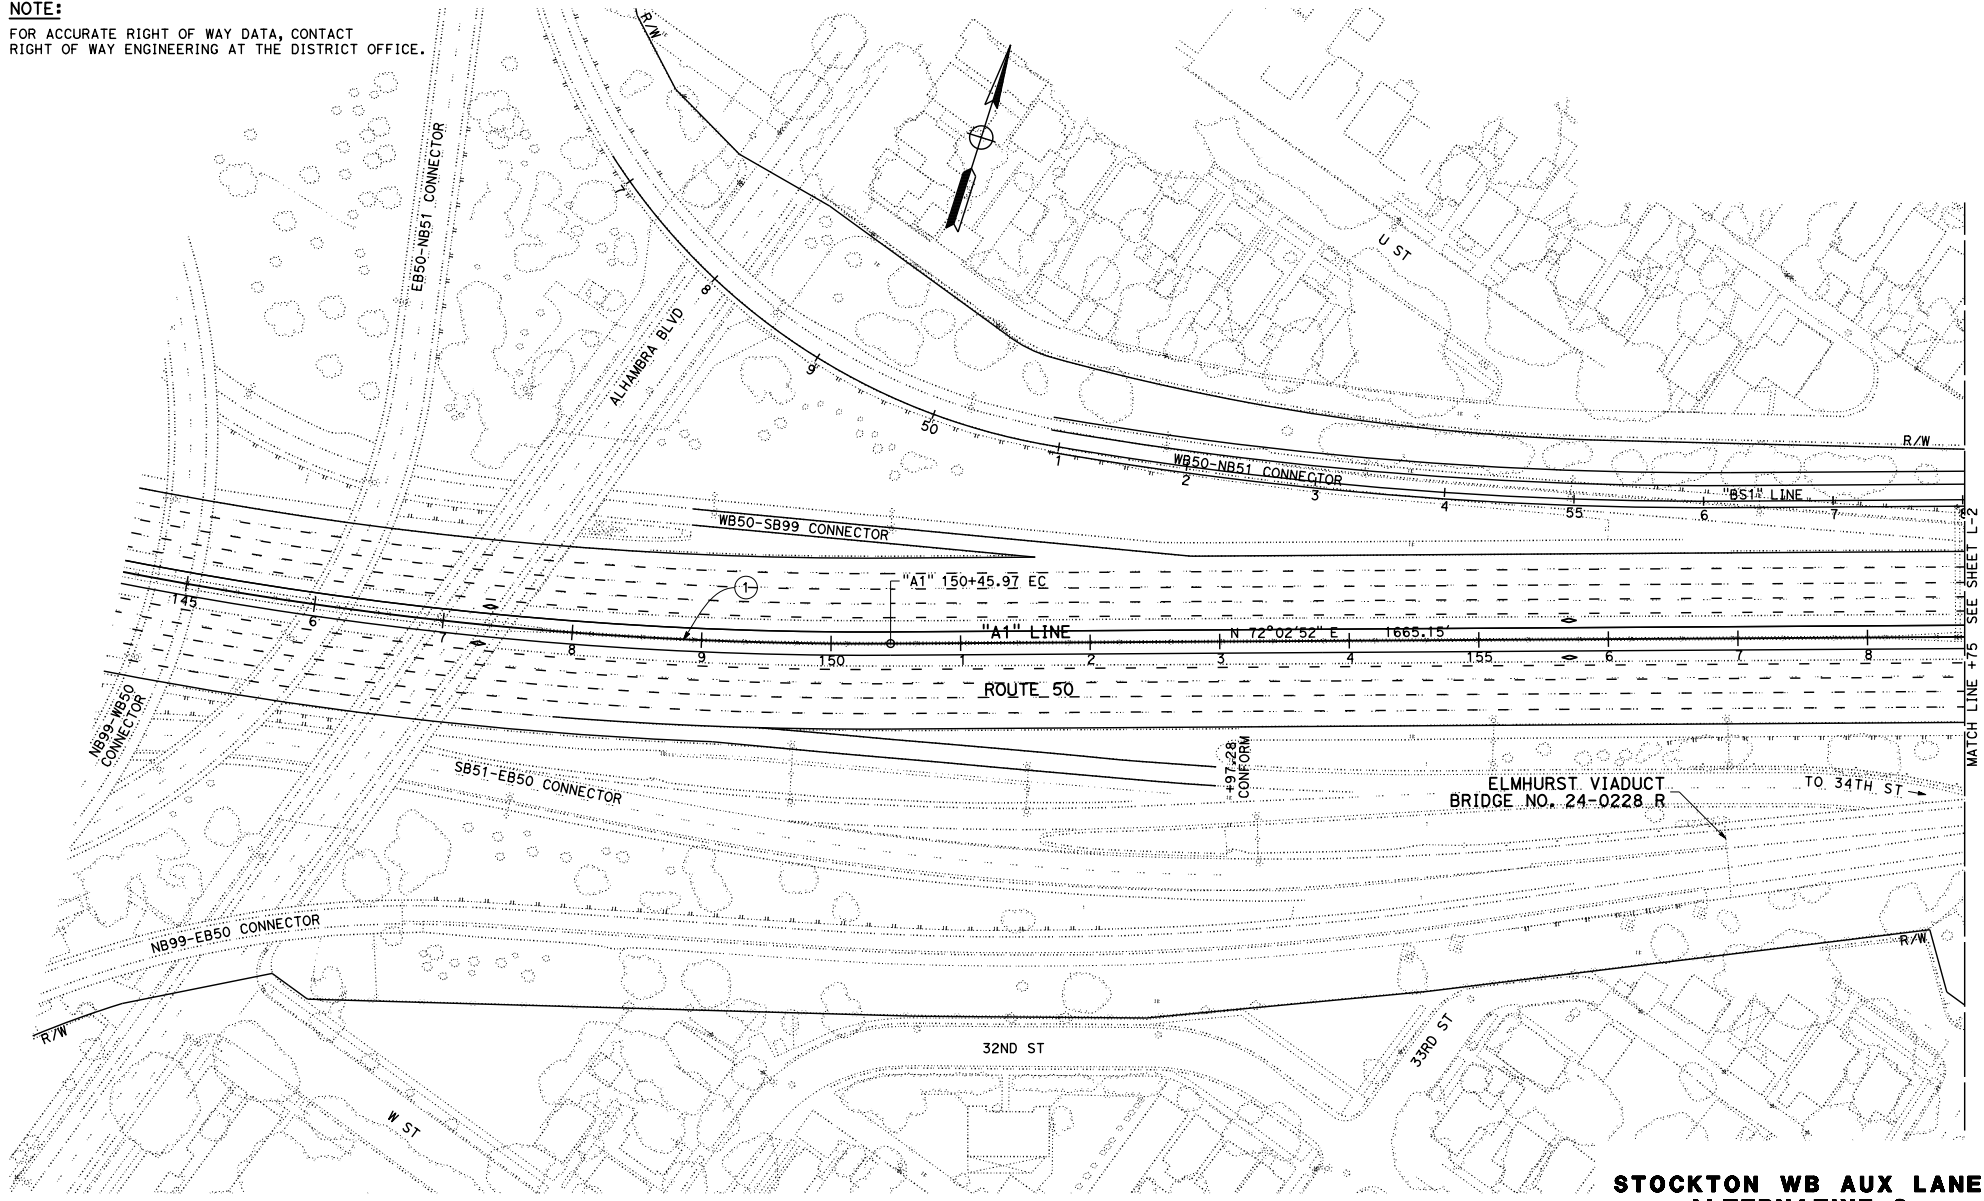 NOTE:
FOR ACCURATE RIGHT OF WAY DATA, CONTACT
RIGHT OF WAY ENGINEERING AT THE DISTRICT OFFICE.
R/W
EB50-NB51 CONNECTOR
7
8
9
50
1
2
3
4
55
6
7
U ST
ALHAMBRA BLVD
R/W
WB50-NB51 CONNECTOR
"BS1" LINE
WB50-SB99 CONNECTOR
"A1" 150+45.97 EC
1
"A1" LINE
N 72°02'52" E
1665.15'
145
6
7
8
9
150
1
2
3
4
155
6
7
8
ROUTE 50
MATCH LINE +75 SEE SHEET L-2
NB99-WB50
CONNECTOR
SB51-EB50 CONNECTOR
+97.28
CONFORM
ELMHURST VIADUCT
BRIDGE NO. 24-0228 R
TO 34TH ST
NB99-EB50 CONNECTOR
R/W
R/W
32ND ST
33RD ST
W ST
STOCKTON WB AUX LANE